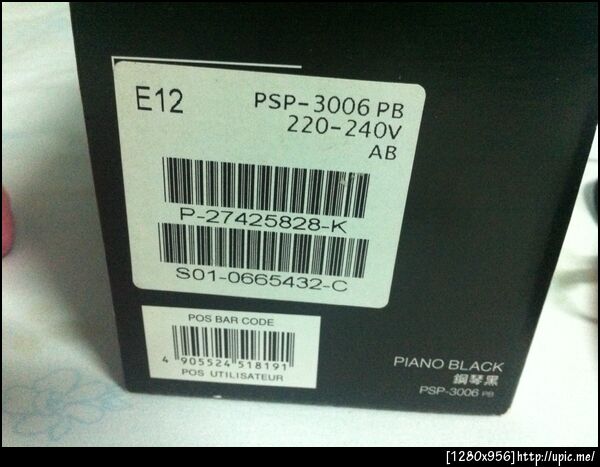 E12
PSP-3006 PB
220-240V
AB
P-27425828-K
S01-0665432-C
POS BAR CODE
4 905524 518191
POS UTILISATEUR
PIANO BLACK
鋼琴黑
PSP-3006 PB
[1280x956]http://upic.me/